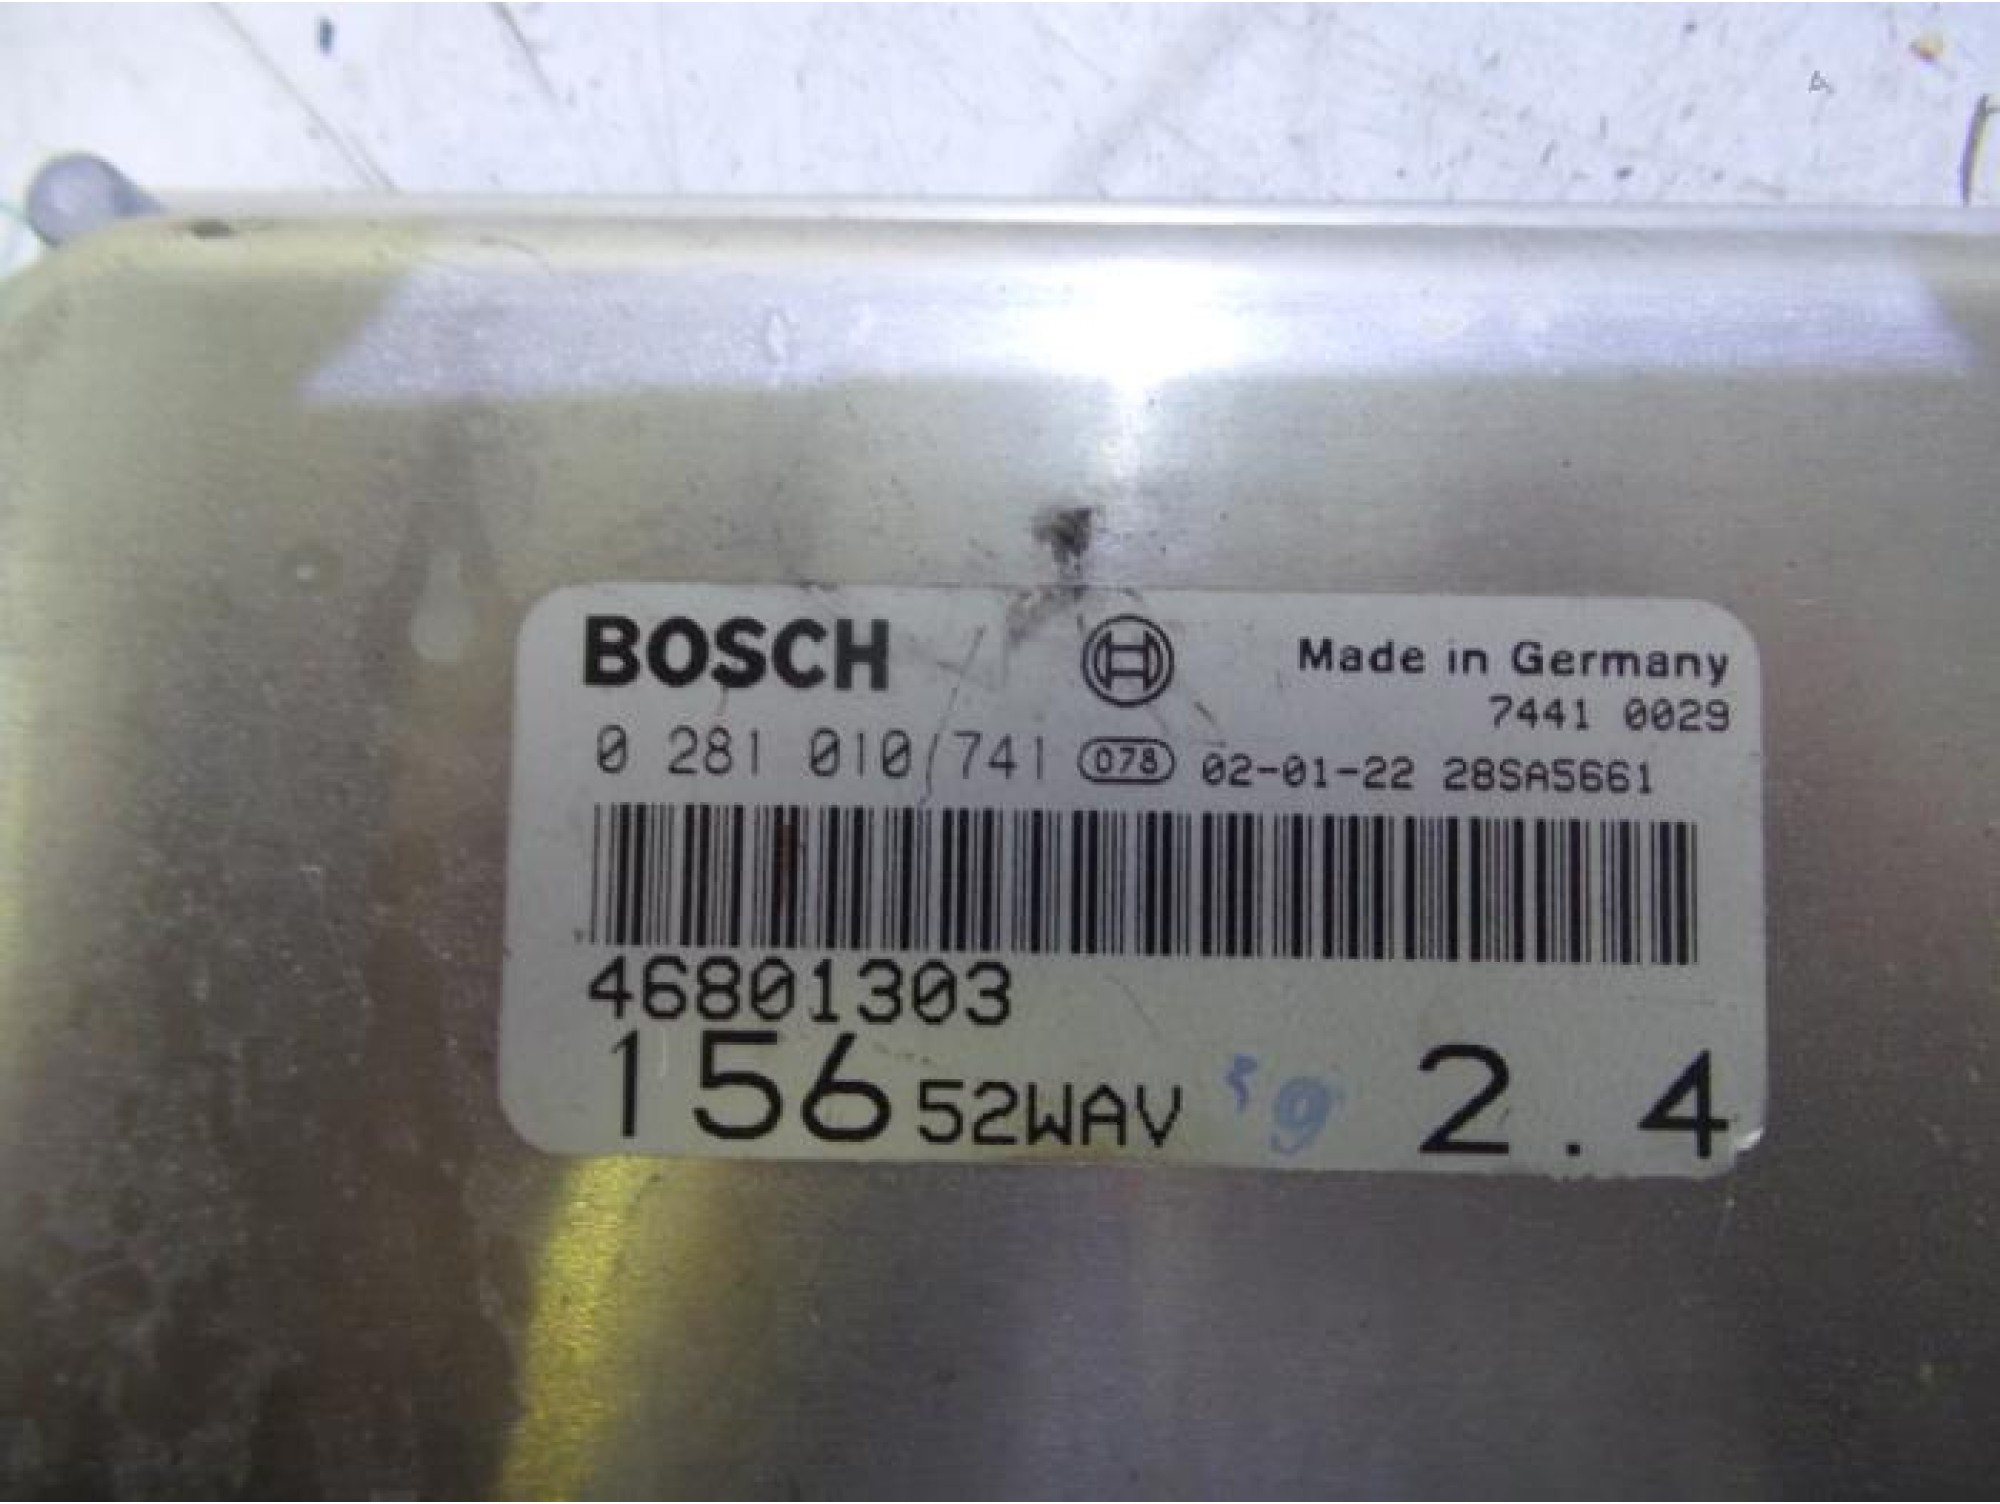 BOSCH
Made in Germany
7441 0029
0 281 010 741 078 02-01-22 28SA5661
46801303
156 52WAV 2.4